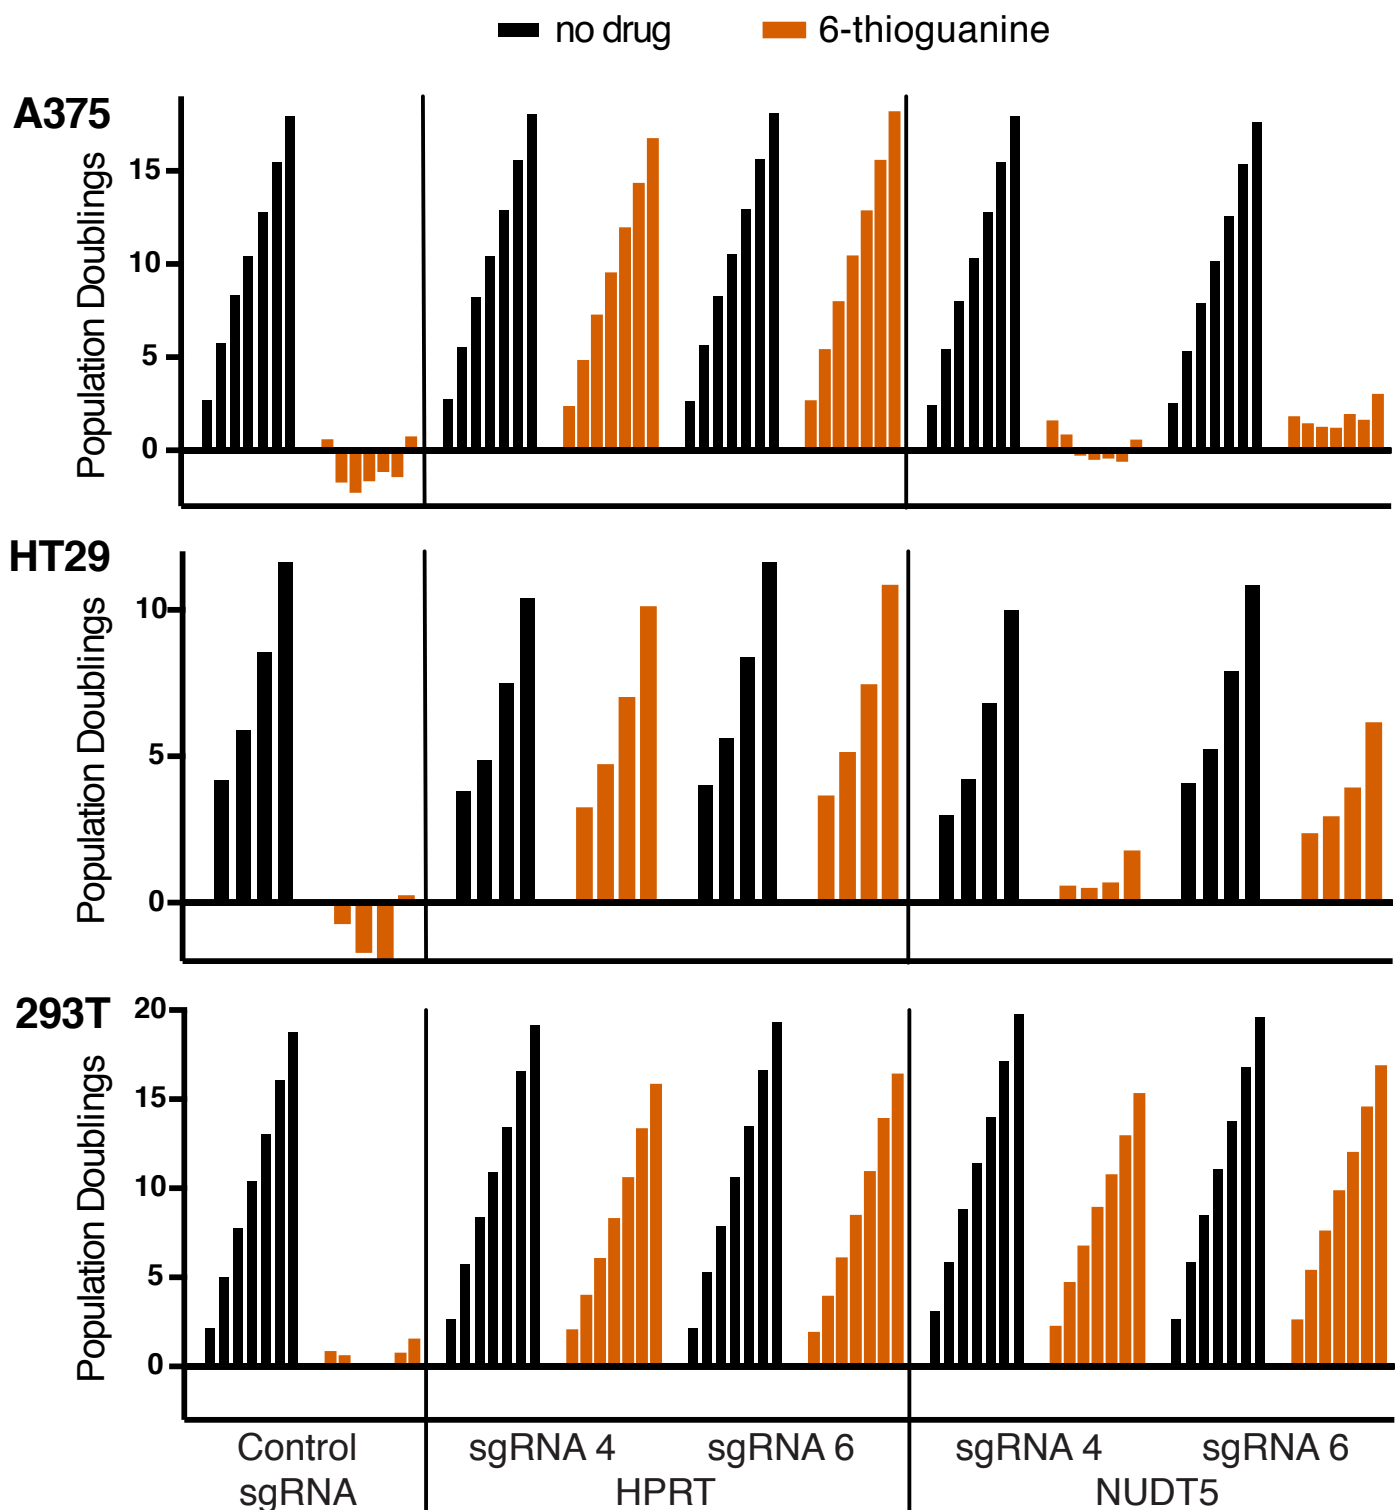 no drug 6-thioguanine
A375
Population Doublings
15
10
5
0
HT29
Population Doublings
10
5
0
293T
Population Doublings
20
15
10
5
0
Control sgRNA 4 sgRNA 6 sgRNA 4 sgRNA 6
sgRNA HPRT NUDT5